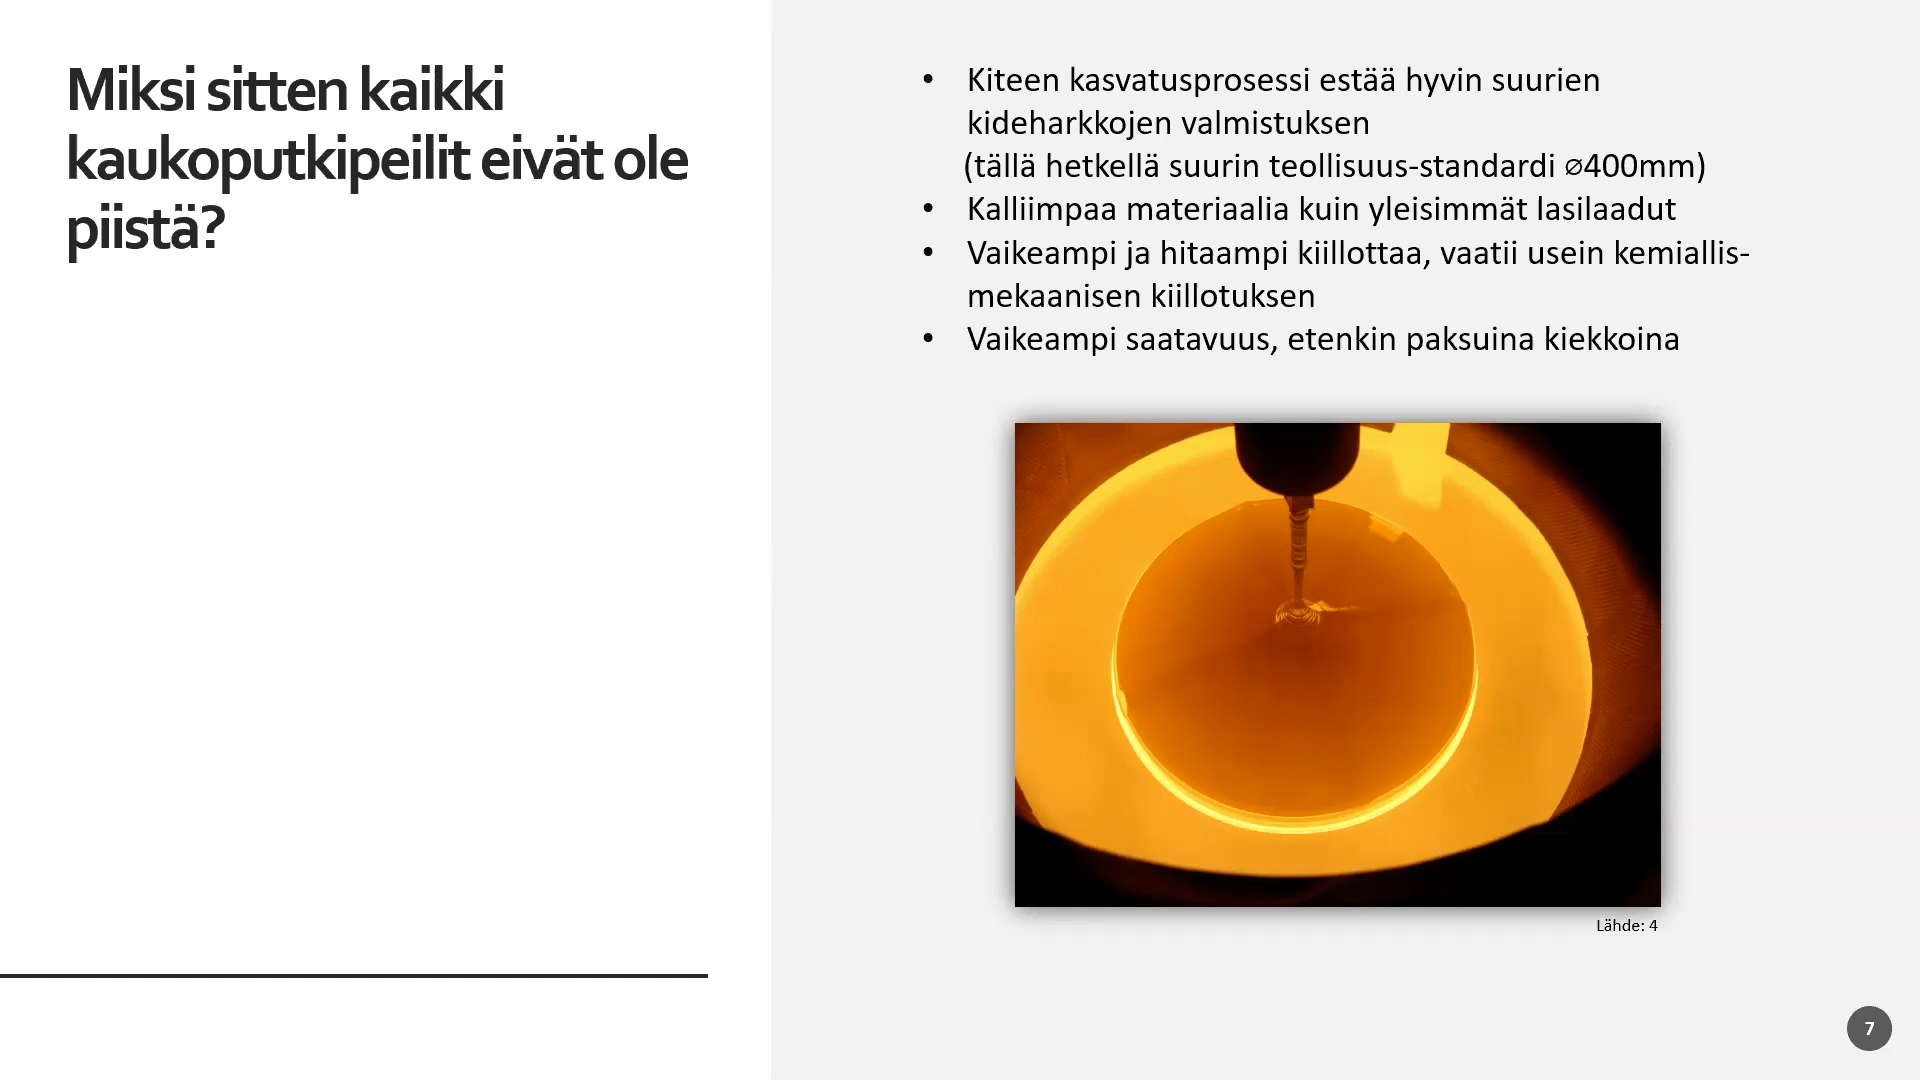 Miksi sitten kaikki
kaukoputkipeilit eivät ole
piistä?
• Kiteen kasvatusprosessi estää hyvin suurien
kideharkkojen valmistuksen
(tällä hetkellä suurin teollisuus-standardi ⌀400mm)
• Kalliimpaa materiaalia kuin yleisimmät lasilaadut
• Vaikeampi ja hitaampi kiillottaa, vaatii usein kemiallis-
mekaanisen kiillotuksen
• Vaikeampi saatavuus, etenkin paksuina kiekkoina
Lähde: 4
7